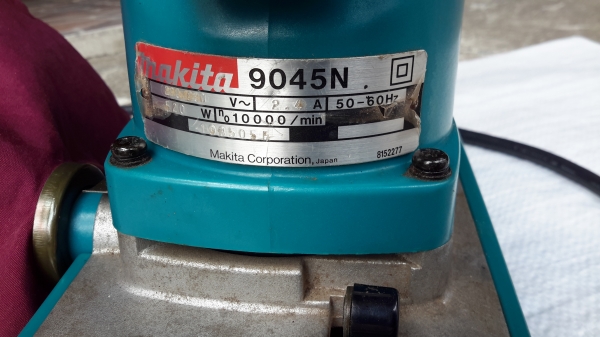 makita 9045N
V~ A 50-60Hz
W n₀10000/min
Makita Corporation, Japan 8152277